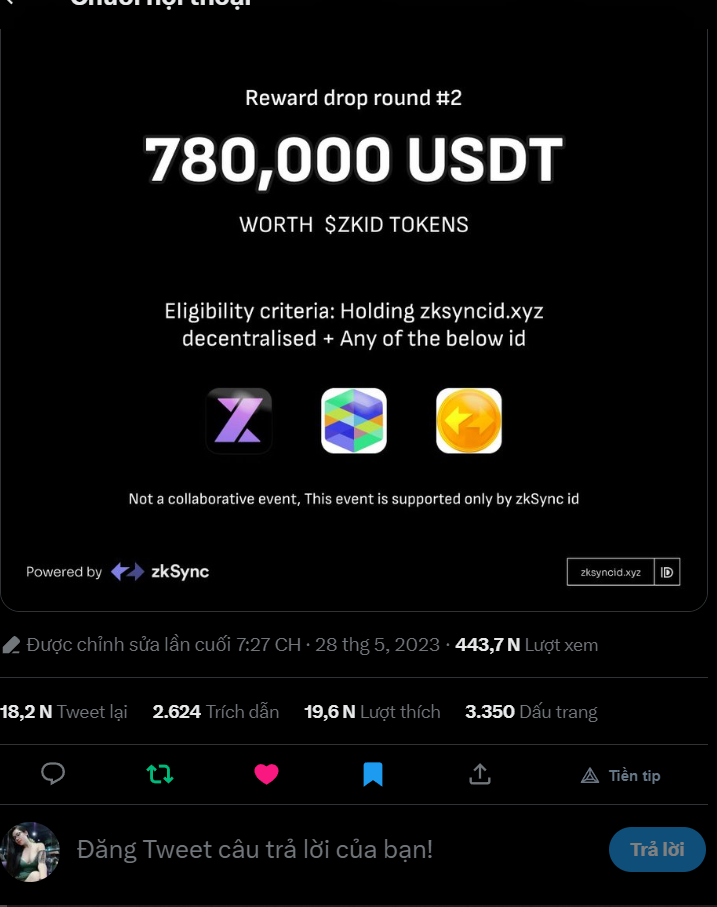 Chuỗi hội thoại
Reward drop round #2
780,000 USDT
WORTH $ZKID TOKENS
Eligibility criteria: Holding zksyncid.xyz
decentralised + Any of the below id
Not a collaborative event, This event is supported only by zkSync id
Powered by zkSync
zksyncid.xyz ID
Được chỉnh sửa lần cuối 7:27 CH · 28 thg 5, 2023 · 443,7 N Lượt xem
18,2 N Tweet lại 2.624 Trích dẫn 19,6 N Lượt thích 3.350 Dấu trang
Tiền tip
Đăng Tweet câu trả lời của bạn!
Trả lời